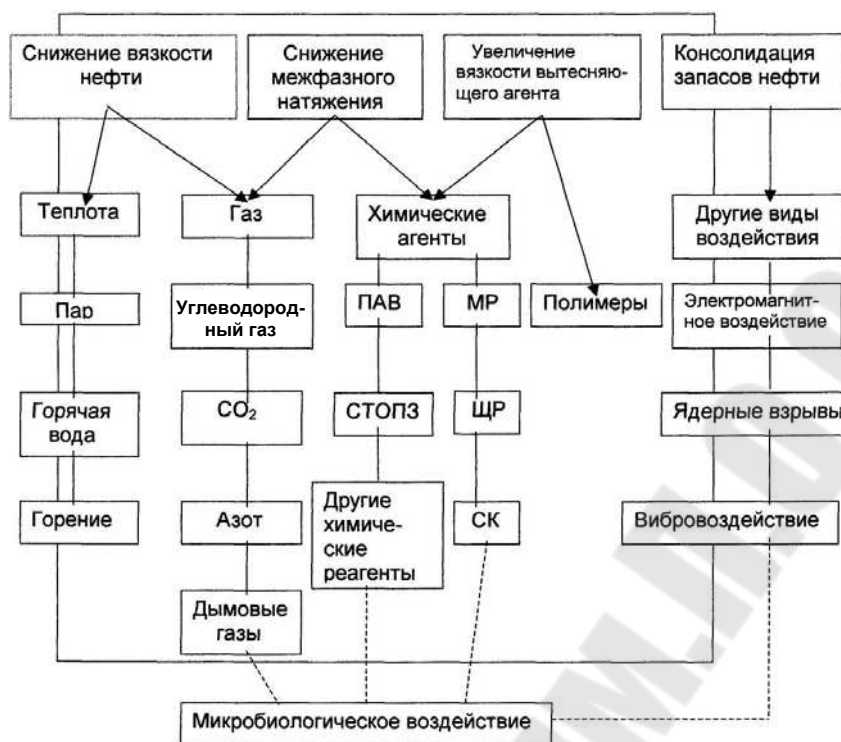 Снижение вязкости
нефти
Снижение
межфазного
натяжения
Увеличение
вязкости вытесняю-
щего агента
Консолидация
запасов нефти
Теплота
Газ
Химические
агенты
Другие виды
воздействия
Пар
Углеводород-
ный газ
ПАВ
МР
Полимеры
Электромагнит-
ное воздействие
Горячая
вода
CO₂
СТОПЗ
ЩР
Ядерные взрывы
Горение
Азот
Другие
химиче-
ские
реагенты
СК
Вибровоздействие
Дымовые
газы
Микробиологическое воздействие